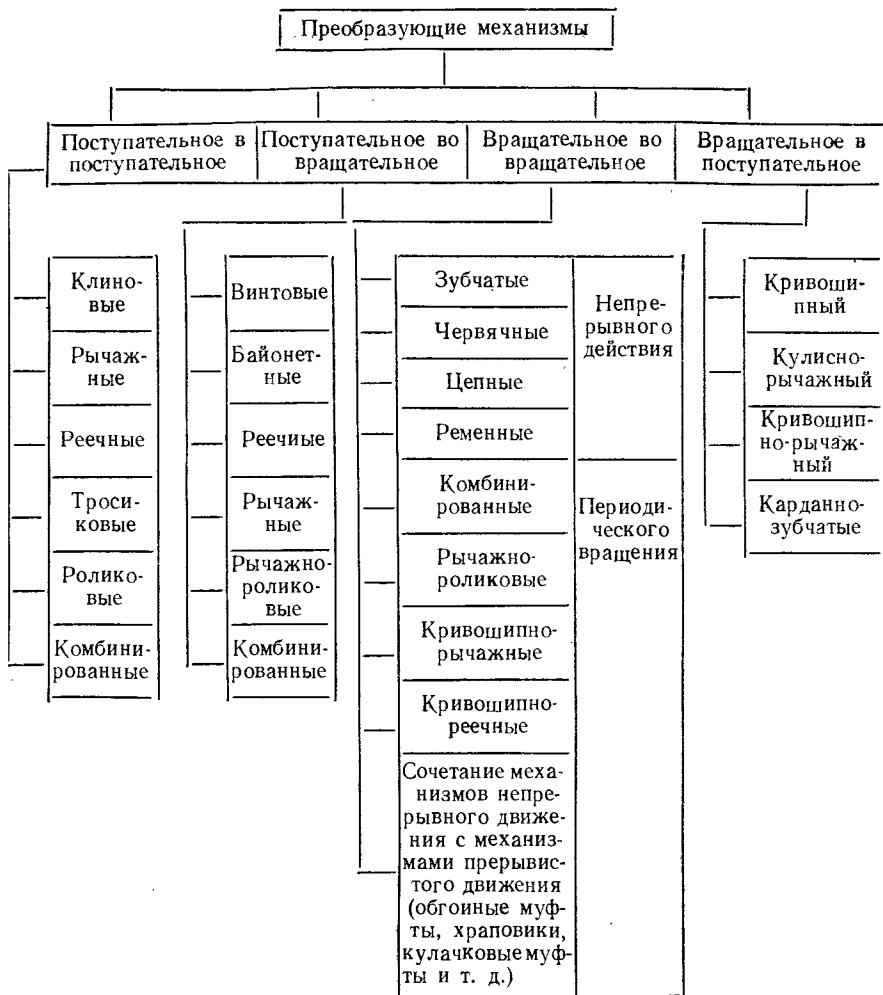 Преобразующие механизмы
Поступательное в
поступательное
Поступательное во
вращательное
Вращательное во
вращательное
Вращательное в
поступательное
Клино-
вые
Рычаж-
ные
Реечные
Троси-
ковые
Ролико-
вые
Комбини-
рованные
Винтовые
Байонет-
ные
Реечные
Рычаж-
ные
Рычажно-
ролико-
вые
Комбини-
рованные
Зубчатые
Червячные
Цепные
Ременные
Комбини-
рованные
Рычажно-
роликовые
Кривошипно-
рычажные
Кривошипно-
реечные
Сочетание меха-
низмов непре-
рывного движе-
ния с механиз-
мами прерывис-
того движения
(обгонные муф-
ты, храповики,
кулачковые муф-
ты и т. д.)
Непре-
рывного
действия
Периоди-
ческого
вращения
Кривоши-
пный
Кулисно-
рычажный
Кривошип-
но-рычаж-
ный
Карданно-
зубчатые